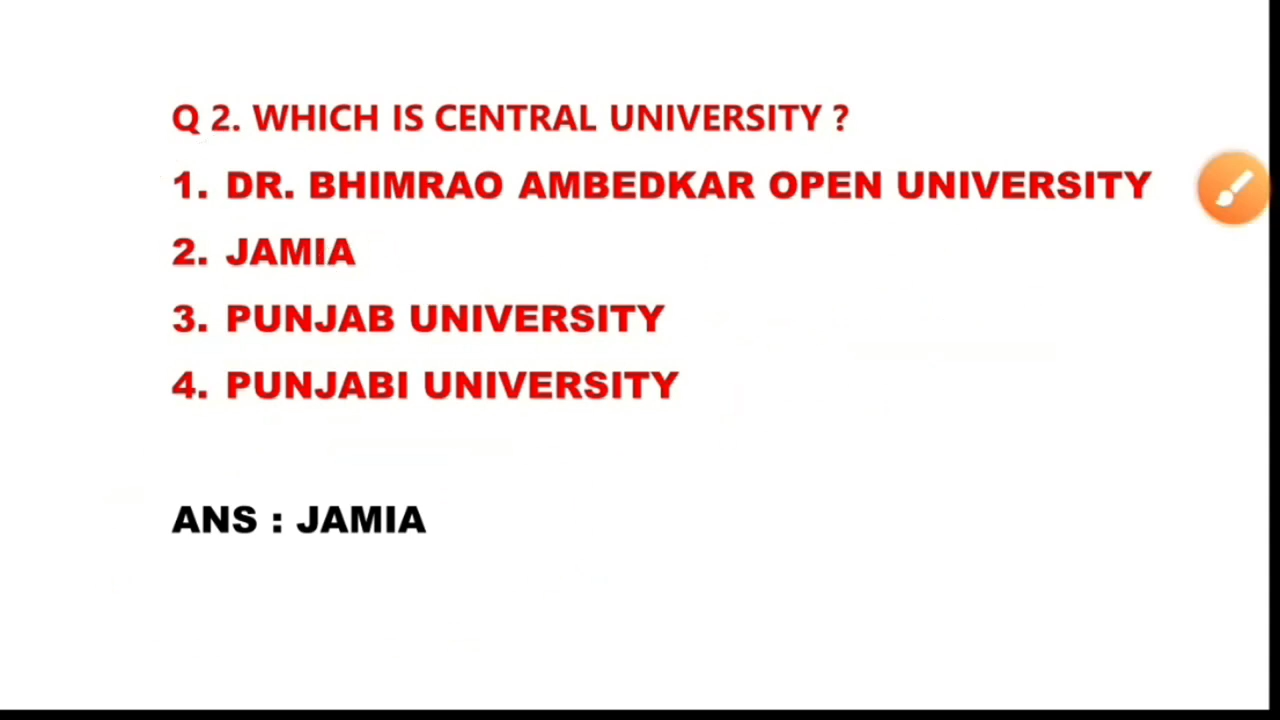 Q 2. WHICH IS CENTRAL UNIVERSITY ?
1. DR. BHIMRAO AMBEDKAR OPEN UNIVERSITY
2. JAMIA
3. PUNJAB UNIVERSITY
4. PUNJABI UNIVERSITY
ANS : JAMIA